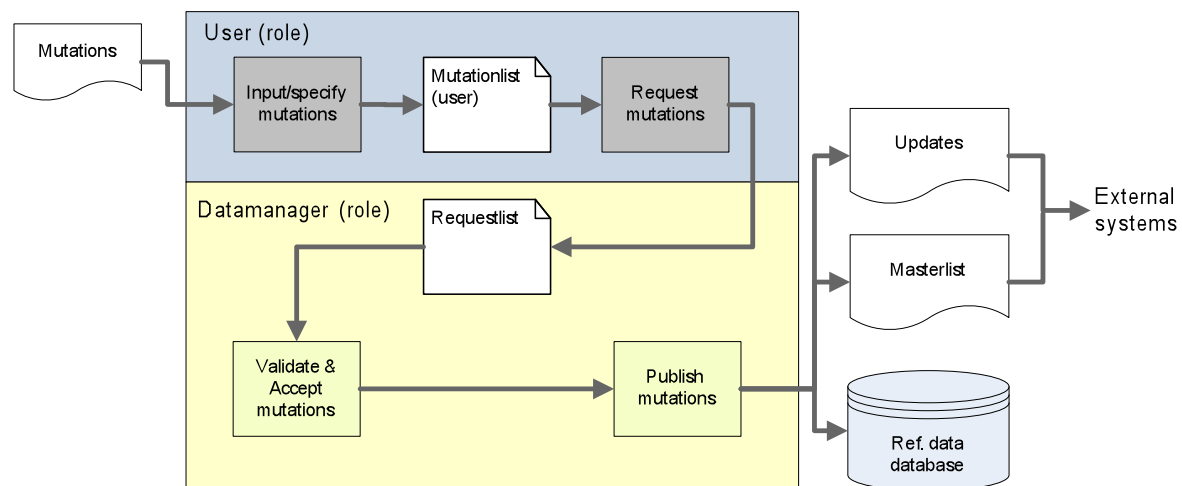 Mutations
User (role)
Input/specify
mutations
Mutationlist
(user)
Request
mutations
Datamanager (role)
Requestlist
Validate &
Accept
mutations
Publish
mutations
Updates
Masterlist
External
systems
Ref. data
database